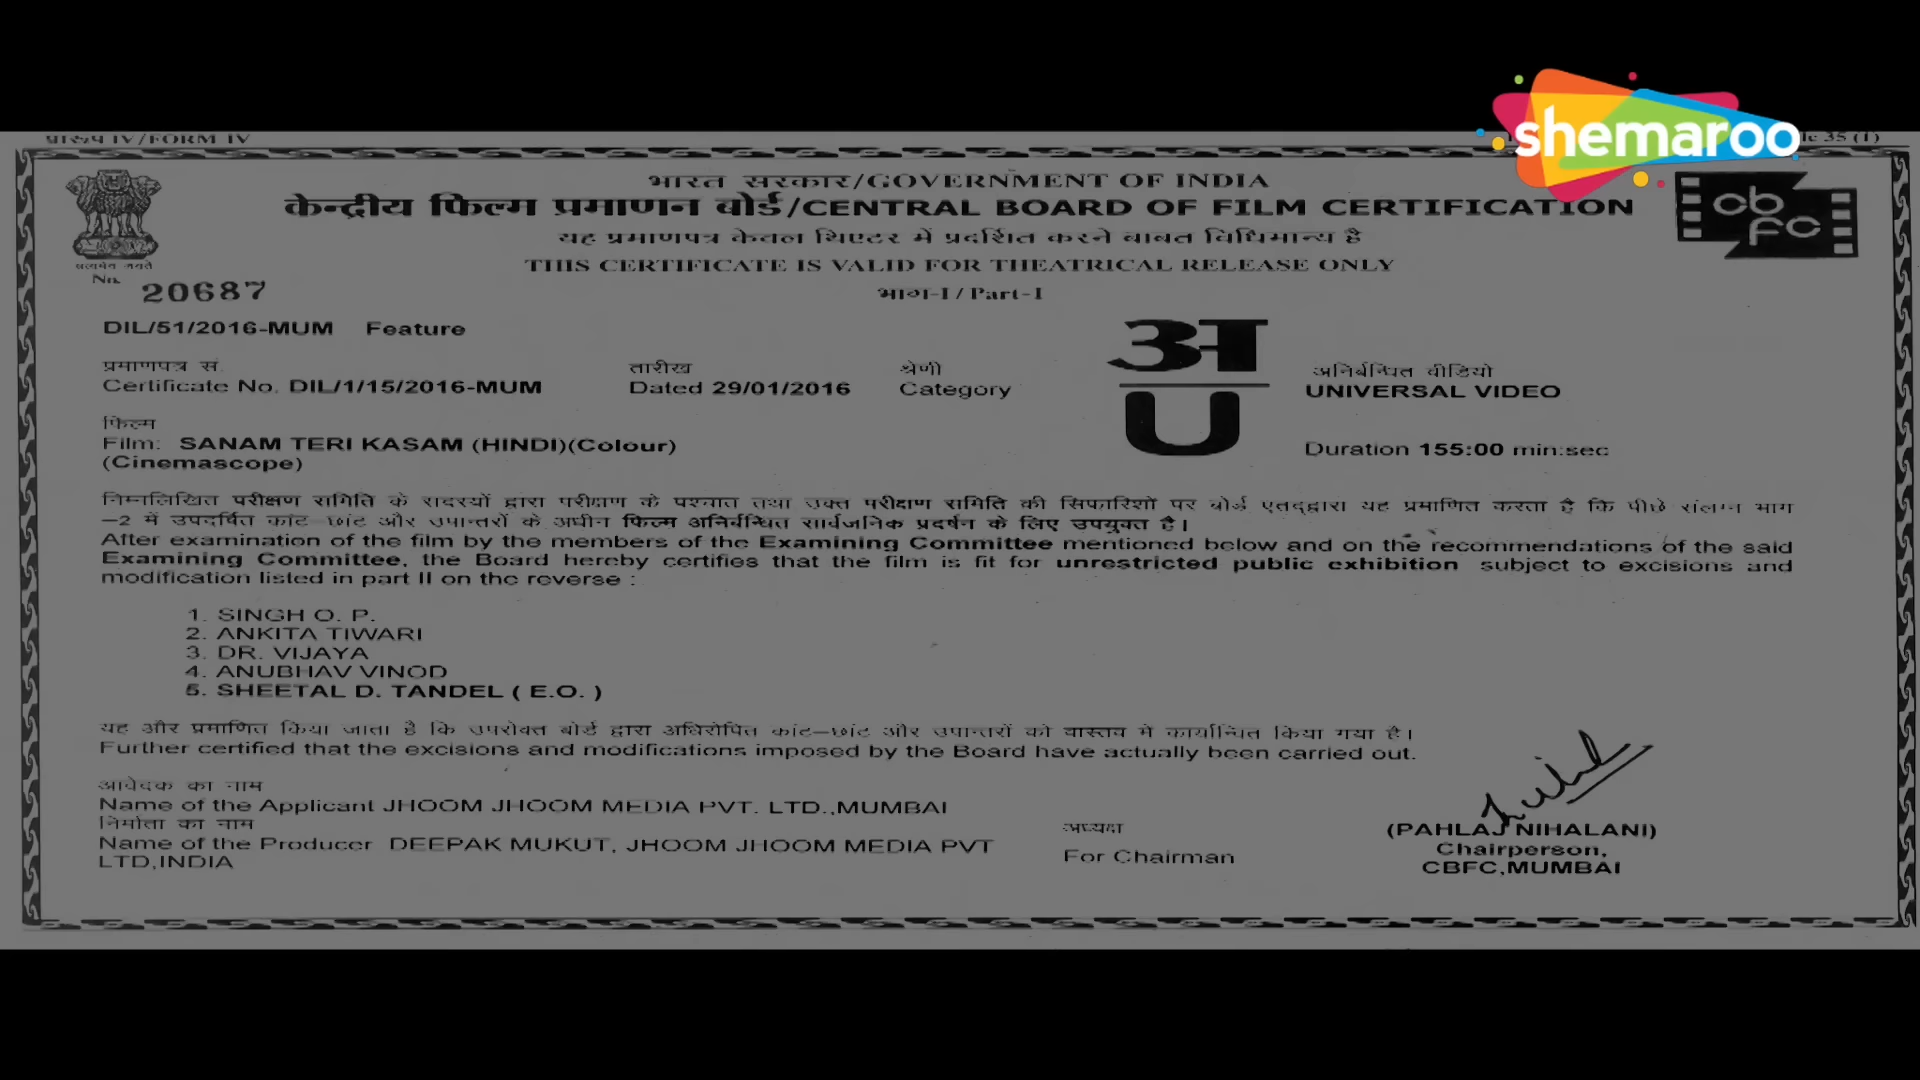 प्रारूप IV/FORM IV
shemaroo
35 (1)
भारत सरकार/GOVERNMENT OF INDIA
केन्द्रीय फिल्म प्रमाणन बोर्ड/CENTRAL BOARD OF FILM CERTIFICATION
cb
fc
यह प्रमाणपत्र केवल थिएटर में प्रदर्शित करने बाबत विधिमान्य है
सत्यमेव जयते
THIS CERTIFICATE IS VALID FOR THEATRICAL RELEASE ONLY
No. 20687
भाग-I / Part-I
DIL/51/2016-MUM Feature
अ
U
प्रमाणपत्र सं. तारीख श्रेणी अनिर्बन्धित वीडियो
Certificate No. DIL/1/15/2016-MUM Dated 29/01/2016 Category UNIVERSAL VIDEO
फिल्म
Film: SANAM TERI KASAM (HINDI)(Colour) Duration 155:00 min:sec
(Cinemascope)
निम्नलिखित परीक्षण समिति के सदस्यों द्वारा परीक्षण के पश्चात तथा उक्त परीक्षण समिति की सिफारिशों पर बोर्ड एतद्द्वारा यह प्रमाणित करता है कि पीछे संलग्न भाग
-2 में उपदर्षित कांट-छांट और उपान्तरों के अधीन फिल्म अनिर्बन्धित सार्वजनिक प्रदर्षन के लिए उपयुक्त है।
After examination of the film by the members of the Examining Committee mentioned below and on the recommendations of the said
Examining Committee, the Board hereby certifies that the film is fit for unrestricted public exhibition subject to excisions and
modification listed in part II on the reverse :
1. SINGH O. P.
2. ANKITA TIWARI
3. DR. VIJAYA
4. ANUBHAV VINOD
5. SHEETAL D. TANDEL ( E.O. )
यह और प्रमाणित किया जाता है कि उपरोक्त बोर्ड द्वारा अधिरोपित कांट-छांट और उपान्तरों को वास्तव में कार्यान्वित किया गया है।
Further certified that the excisions and modifications imposed by the Board have actually been carried out.
आवेदक का नाम
Name of the Applicant JHOOM JHOOM MEDIA PVT. LTD.,MUMBAI
निर्माता का नाम
Name of the Producer DEEPAK MUKUT, JHOOM JHOOM MEDIA PVT
LTD,INDIA
अध्यक्ष
For Chairman
(PAHLAJ NIHALANI)
Chairperson,
CBFC,MUMBAI